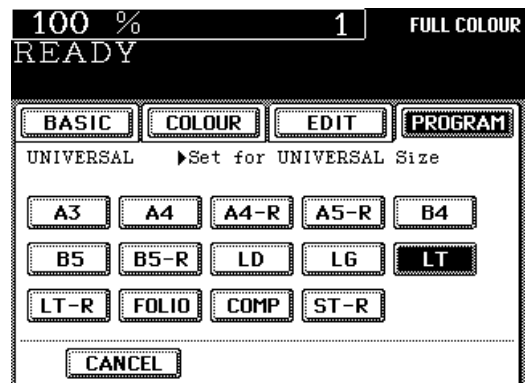 100 % 1 FULL COLOUR
READY
BASIC COLOUR EDIT PROGRAM
UNIVERSAL ▶Set for UNIVERSAL Size
A3 A4 A4-R A5-R B4
B5 B5-R LD LG LT
LT-R FOLIO COMP ST-R
CANCEL